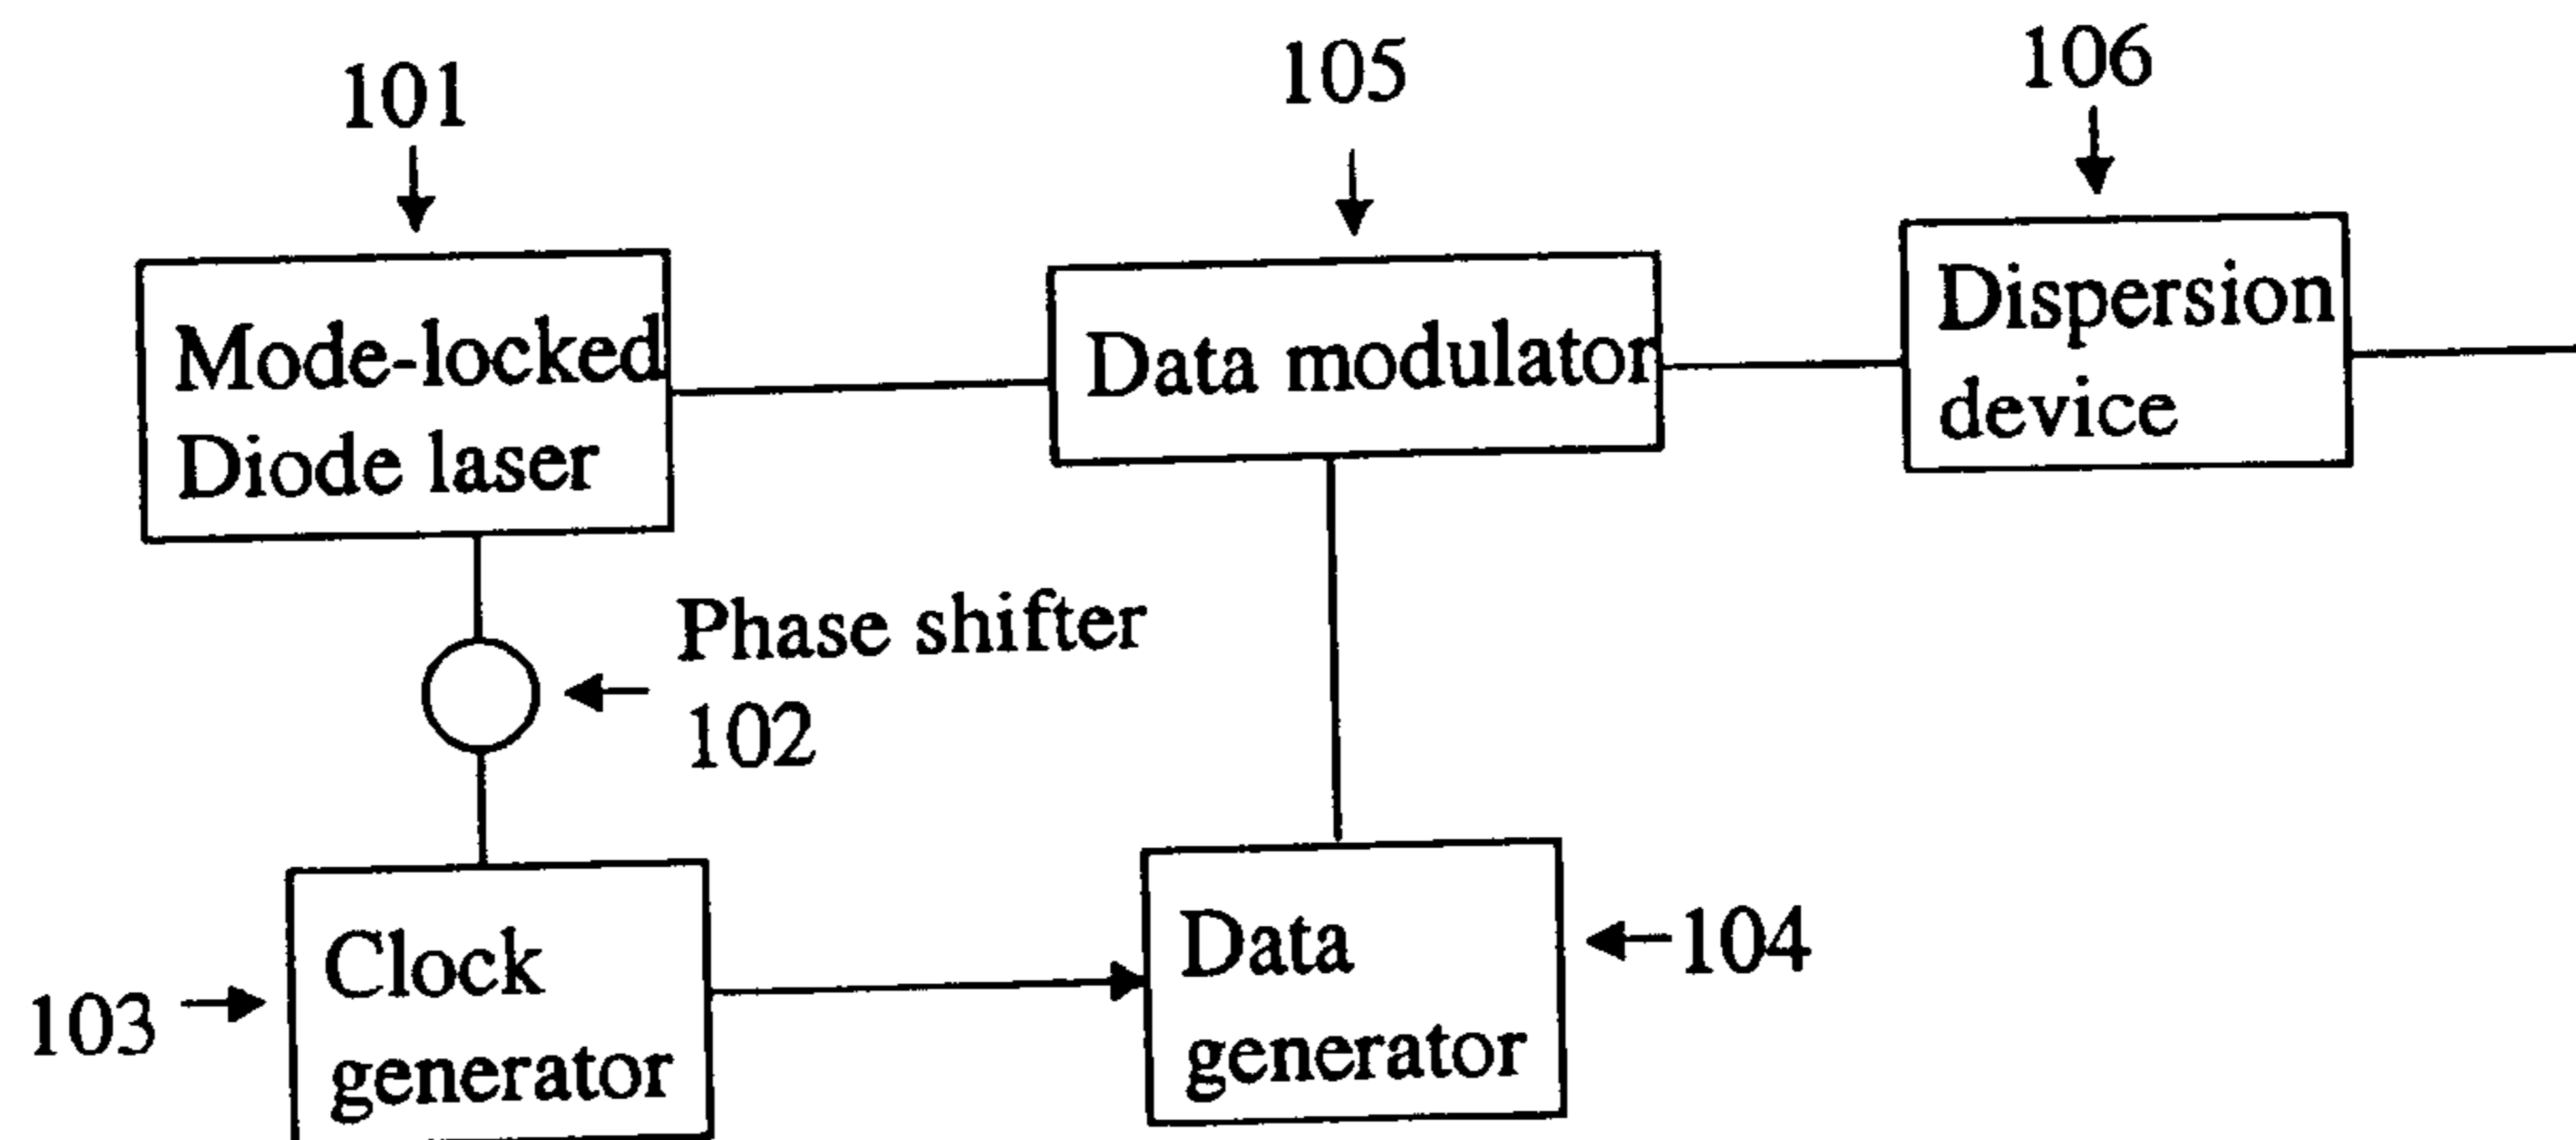 101
105
106
Mode-locked
Diode laser
Data modulator
Dispersion
device
Phase shifter
102
103
Clock
generator
Data
generator
104